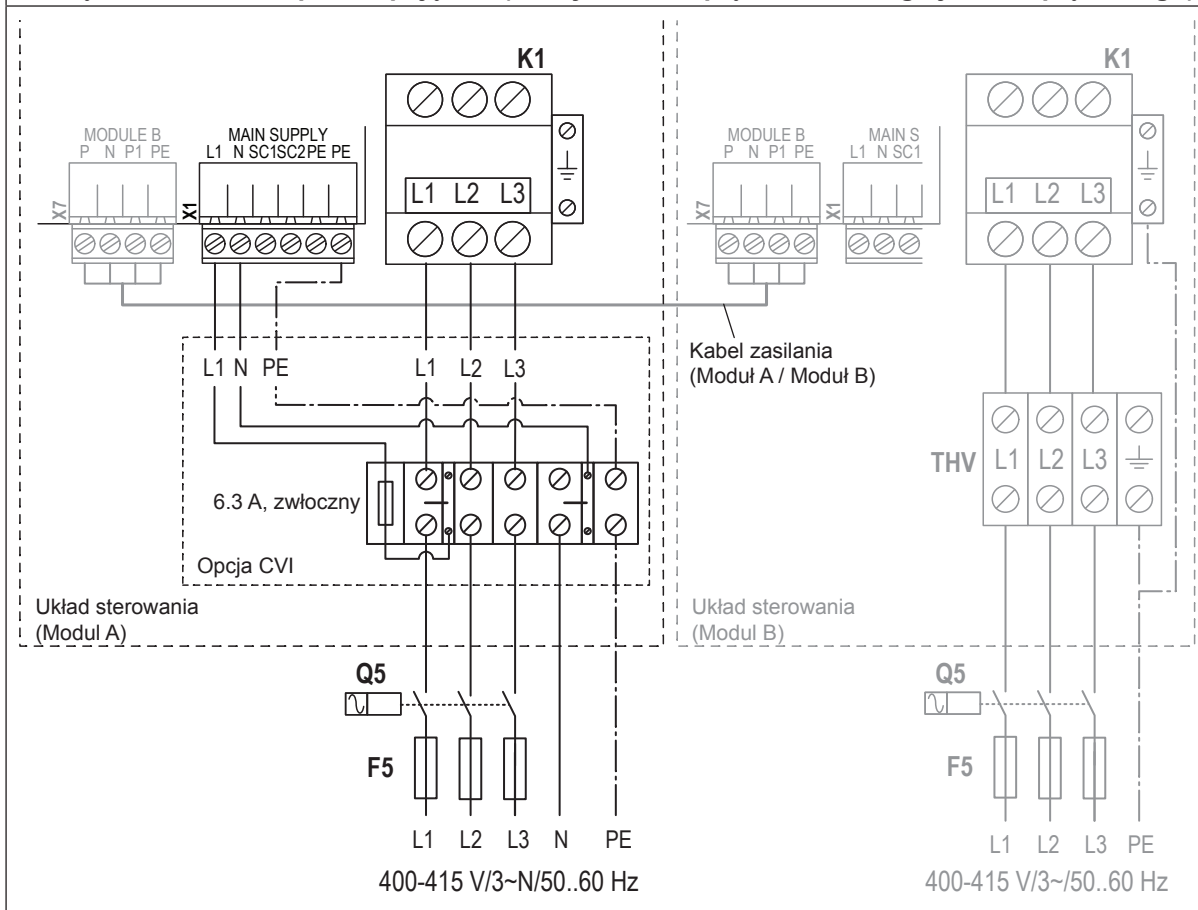 K1
MODULE B
P N P1 PE
MAIN SUPPLY
L1 N SC1 SC2 PE PE
X7
X1
L1 L2 L3
L1 N PE
L1 L2 L3
6.3 A, zwłoczny
Opcja CVI
Układ sterowania
(Modul A)
Q5
F5
L1 L2 L3 N PE
400-415 V/3~N/50..60 Hz
Kabel zasilania
(Moduł A / Moduł B)
K1
MODULE B
P N P1 PE
MAIN S
L1 N SC1
X7
X1
L1 L2 L3
THV L1 L2 L3
Układ sterowania
(Modul B)
Q5
F5
L1 L2 L3 PE
400-415 V/3~/50..60 Hz